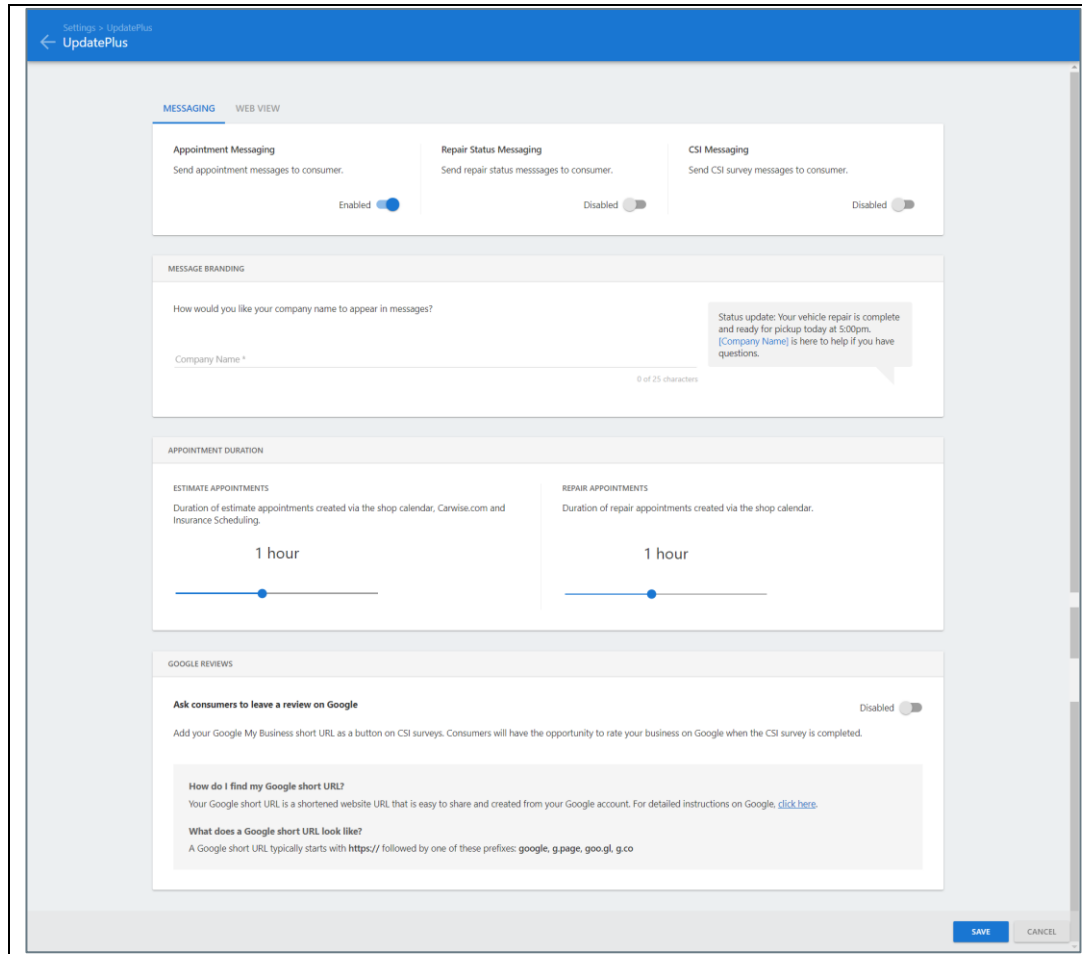 Settings > UpdatePlus
UpdatePlus
MESSAGING WEB VIEW
Appointment Messaging
Send appointment messages to consumer.
Enabled
Repair Status Messaging
Send repair status messsages to consumer.
Disabled
CSI Messaging
Send CSI survey messages to consumer.
Disabled
MESSAGE BRANDING
How would you like your company name to appear in messages?
Company Name *
0 of 25 characters
Status update: Your vehicle repair is complete
and ready for pickup today at 5:00pm.
[Company Name] is here to help if you have
questions.
APPOINTMENT DURATION
ESTIMATE APPOINTMENTS
Duration of estimate appointments created via the shop calendar, Carwise.com and
Insurance Scheduling.
1 hour
REPAIR APPOINTMENTS
Duration of repair appointments created via the shop calendar.
1 hour
GOOGLE REVIEWS
Ask consumers to leave a review on Google
Disabled
Add your Google My Business short URL as a button on CSI surveys. Consumers will have the opportunity to rate your business on Google when the CSI survey is completed.
How do I find my Google short URL?
Your Google short URL is a shortened website URL that is easy to share and created from your Google account. For detailed instructions on Google, click here.
What does a Google short URL look like?
A Google short URL typically starts with https:// followed by one of these prefixes: google, g.page, goo.gl, g.co
SAVE CANCEL